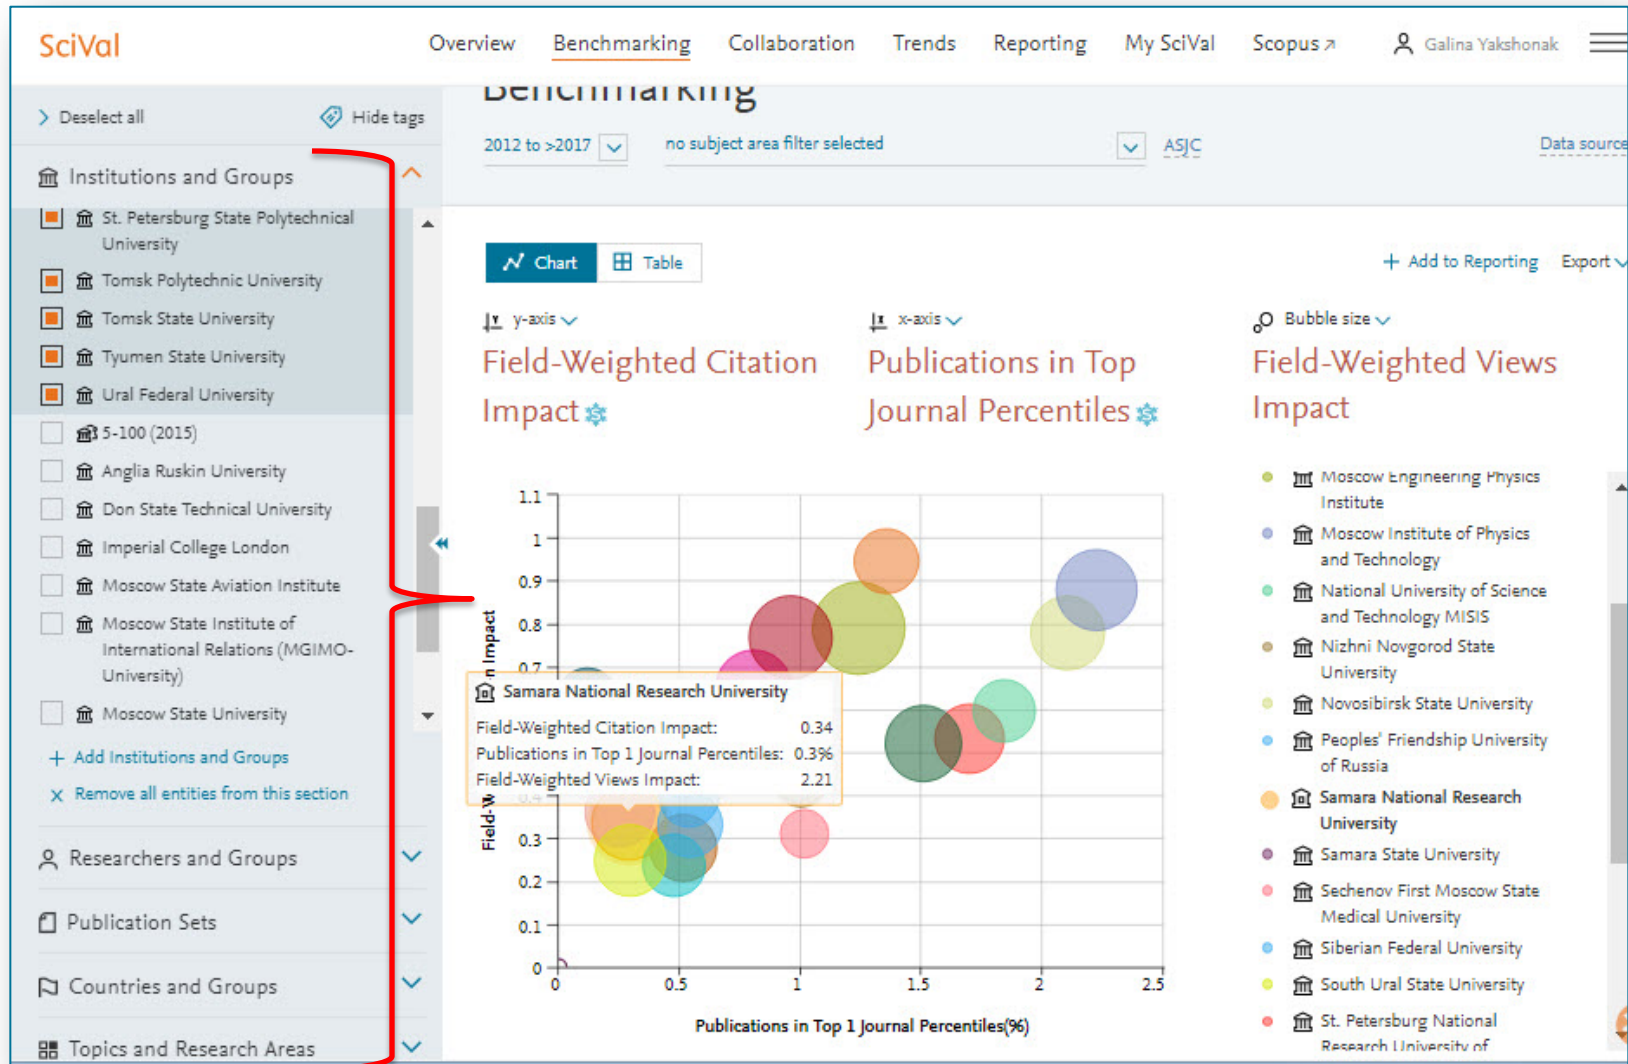 SciVal
Overview Benchmarking Collaboration Trends Reporting My SciVal Scopus Galina Yakshonak
Deselect all Hide tags
Institutions and Groups
St. Petersburg State Polytechnical
University
Tomsk Polytechnic University
Tomsk State University
Tyumen State University
Ural Federal University
5-100 (2015)
Anglia Ruskin University
Don State Technical University
Imperial College London
Moscow State Aviation Institute
Moscow State Institute of
International Relations (MGIMO-
University)
Moscow State University
+ Add Institutions and Groups
x Remove all entities from this section
Researchers and Groups
Publication Sets
Countries and Groups
Topics and Research Areas
Benchmarking
2012 to >2017 no subject area filter selected ASJC Data source
Chart Table
+ Add to Reporting Export
y-axis
Field-Weighted Citation
Impact
x-axis
Publications in Top
Journal Percentiles
Bubble size
Field-Weighted Views
Impact
1.1
1
0.9
0.8
0.7
0.4
0.3
0.2
0.1
0
0 0.5 1 1.5 2 2.5
Field-W
n Impact
Publications in Top 1 Journal Percentiles(%)
Samara National Research University
Field-Weighted Citation Impact: 0.34
Publications in Top 1 Journal Percentiles: 0.3%
Field-Weighted Views Impact: 2.21
Moscow Engineering Physics
Institute
Moscow Institute of Physics
and Technology
National University of Science
and Technology MISIS
Nizhni Novgorod State
University
Novosibirsk State University
Peoples' Friendship University
of Russia
Samara National Research
University
Samara State University
Sechenov First Moscow State
Medical University
Siberian Federal University
South Ural State University
St. Petersburg National
Research University of